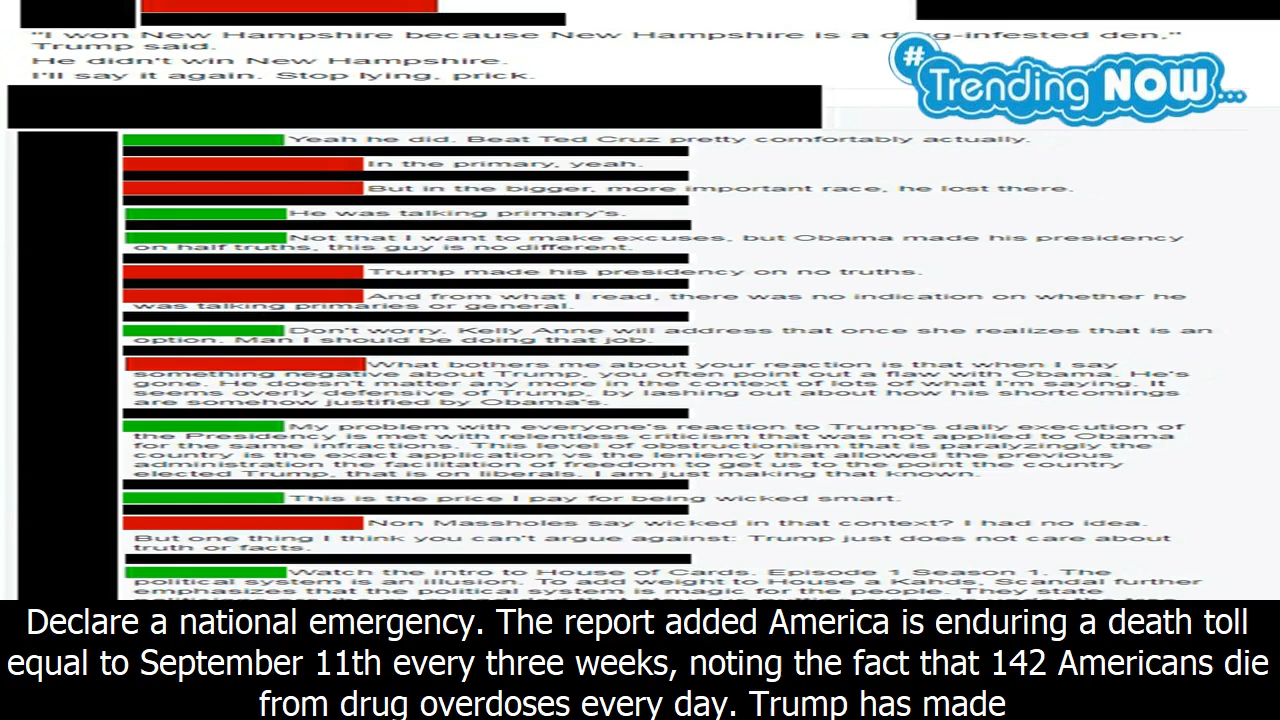 "I won New Hampshire because New Hampshire is a drug-infested den,"
Trump said.
He didn't win New Hampshire.
I'll say it again. Stop lying, prick.
# Trending NOW...
Yeah he did. Beat Ted Cruz pretty comfortably actually.
In the primary, yeah.
But in the bigger, more important race, he lost there.
He was talking primary's.
Not that I want to make excuses, but Obama made his presidency
on half truths, this guy is no different.
Trump made his presidency on no truths.
And from what I read, there was no indication on whether he
was talking primaries or general.
Don't worry. Kelly Anne will address that once she realizes that is an
option. Man I should be doing that job.
What bothers me about your reaction is that when I say
something negative about Trump, you often point out a flaw with Obama. He's
gone. He doesn't matter any more in the context of lots of what I'm saying. It
seems overly defensive of Trump, by lashing out about how his shortcomings
are somehow justified by Obama's.
My problem with everyone's reaction to Trump's daily execution of
the Presidency is met with relentless criticism that was not applied to Obama
for the same infractions. This level of obstructionism that is paralyzingly the
country is the exact application vs the leniency that allowed the previous
administration the facilitation of freedom to get us to the point the country
elected Trump, that is on liberals. I am just making that known.
This is the price I pay for being wicked smart.
Non Massholes say wicked in that context? I had no idea.
But one thing I think you can't argue against: Trump just does not care about
truth or facts.
Watch the intro to House of Cards. Episode 1 Season 1. The
political system is an illusion. To add weight to House a Kahds, Scandal further
emphasizes that the political system is magic for the people. They state
Declare a national emergency. The report added America is enduring a death toll
equal to September 11th every three weeks, noting the fact that 142 Americans die
from drug overdoses every day. Trump has made